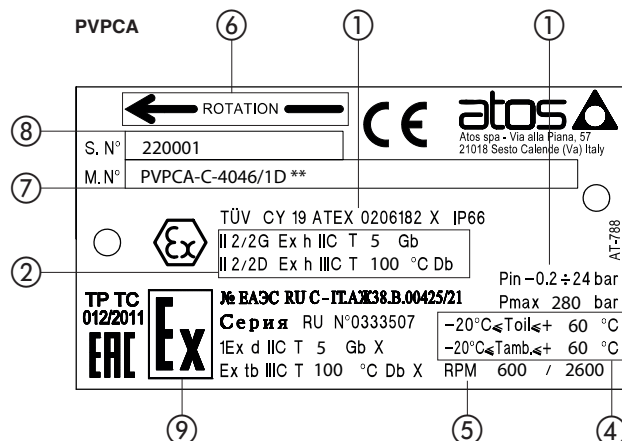 PVPCA
⑥ ① ①
ROTATION
CE
atos
Atos spa - Via alla Piana, 57
21018 Sesto Calende (Va) Italy
⑧
S. N° 220001
⑦
M. N° PVPCA-C-4046/1D **
Ex
TÜV CY 19 ATEX 0206182 X IP66
②
II 2/2G Ex h IIC T 5 Gb
II 2/2D Ex h IIIC T 100 °C Db
AT-788
Pin -0.2 ÷ 24 bar
Pmax 280 bar
TP TC
012/2011
EAC
Ex
№ ЕАЭС RU C-IT.АЖ38.В.00425/21
Серия RU N°0333507
1Ex d IIC T 5 Gb X
Ex tb IIIC T 100 °C Db X
-20°C⩽Toil⩽+ 60 °C
-20°C⩽Tamb.⩽+ 60 °C
RPM 600 / 2600
⑨ ⑤ ④